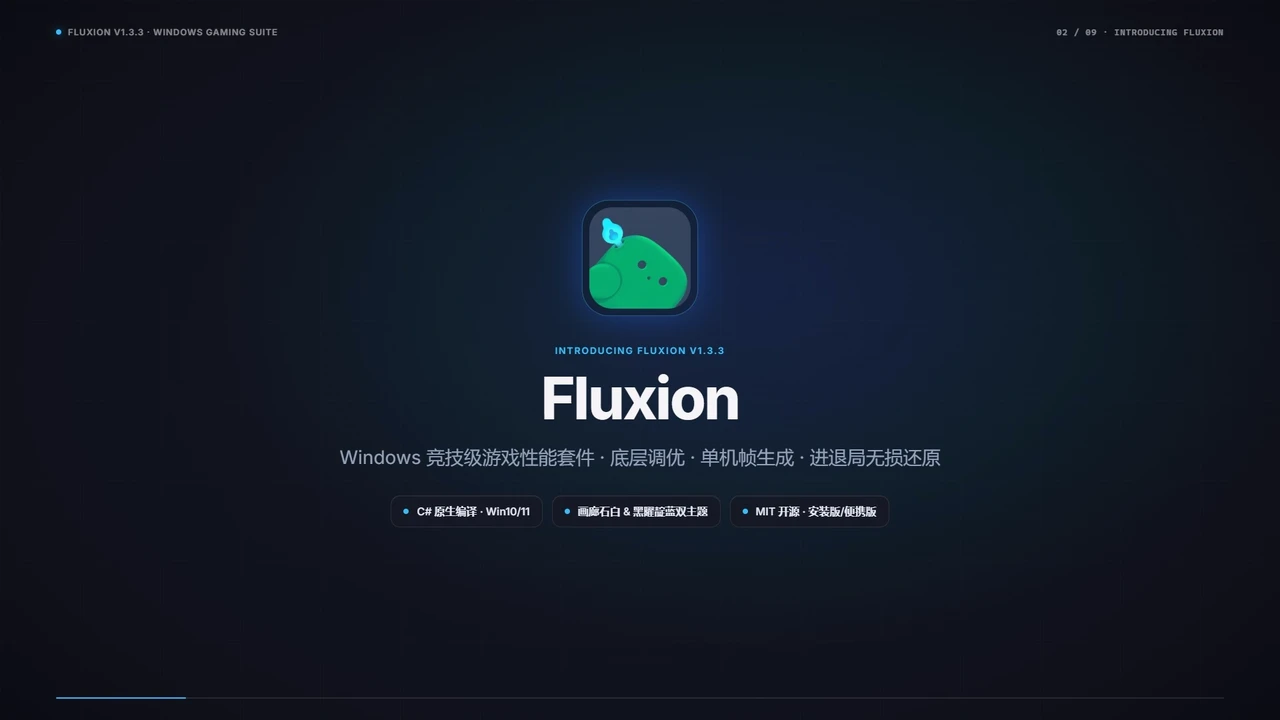 FLUXION V1.3.3 · WINDOWS GAMING SUITE
02 / 09 · INTRODUCING FLUXION
INTRODUCING FLUXION V1.3.3
Fluxion
Windows 竞技级游戏性能套件 · 底层调优 · 单机帧生成 · 进退局无损还原
C# 原生编译 · Win10/11
画廊石白 & 黑曜靛蓝双主题
MIT 开源 · 安装版/便携版